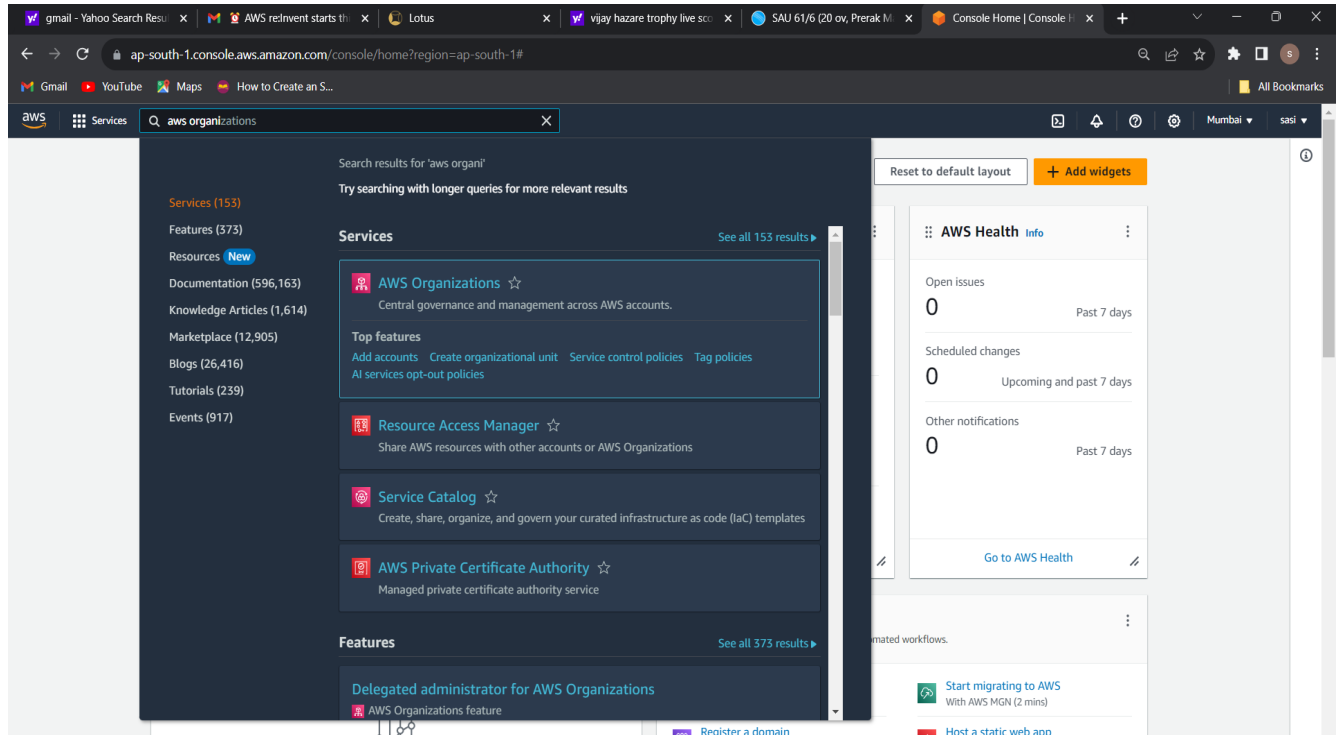 gmail - Yahoo Search Resu
AWS re:Invent starts th
Lotus
vijay hazare trophy live sco
SAU 61/6 (20 ov, Prerak M
Console Home | Console H
ap-south-1.console.aws.amazon.com/console/home?region=ap-south-1#
S
Gmail
YouTube
Maps
How to Create an S...
All Bookmarks
aws
Services
aws organizations
Mumbai
sasi
Search results for 'aws organi'
Try searching with longer queries for more relevant results
Services (153)
Features (373)
Resources New
Documentation (596,163)
Knowledge Articles (1,614)
Marketplace (12,905)
Blogs (26,416)
Tutorials (239)
Events (917)
Services
See all 153 results
AWS Organizations
Central governance and management across AWS accounts.
Top features
Add accounts Create organizational unit Service control policies Tag policies
AI services opt-out policies
Resource Access Manager
Share AWS resources with other accounts or AWS Organizations
Service Catalog
Create, share, organize, and govern your curated infrastructure as code (IaC) templates
AWS Private Certificate Authority
Managed private certificate authority service
Features
See all 373 results
Delegated administrator for AWS Organizations
AWS Organizations feature
Reset to default layout
+ Add widgets
AWS Health Info
Open issues
0
Past 7 days
Scheduled changes
0
Upcoming and past 7 days
Other notifications
0
Past 7 days
Go to AWS Health
mated workflows.
Start migrating to AWS
With AWS MGN (2 mins)
Register a domain
Host a static web app